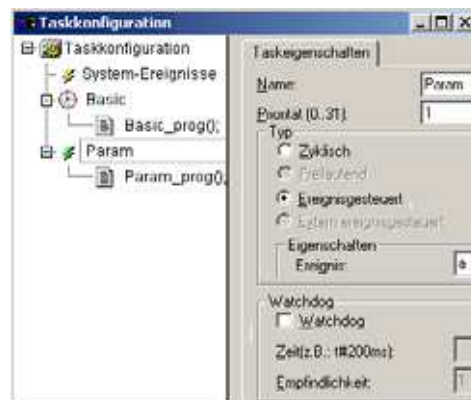 Taskkonfiguration
Taskkonfiguration
System-Ereignisse
Basic
Basic_prog();
Param
Param_prog();
Taskeigenschaften
Name: Param
Priorität (0..31): 1
Typ
Zyklisch
Freilaufend
Ereignisgesteuert
Extern ereignisgesteuert
Eigenschaften
Ereignis: a
Watchdog
Watchdog
Zeit(z.B.: t#200ms):
Empfindlichkeit: 1